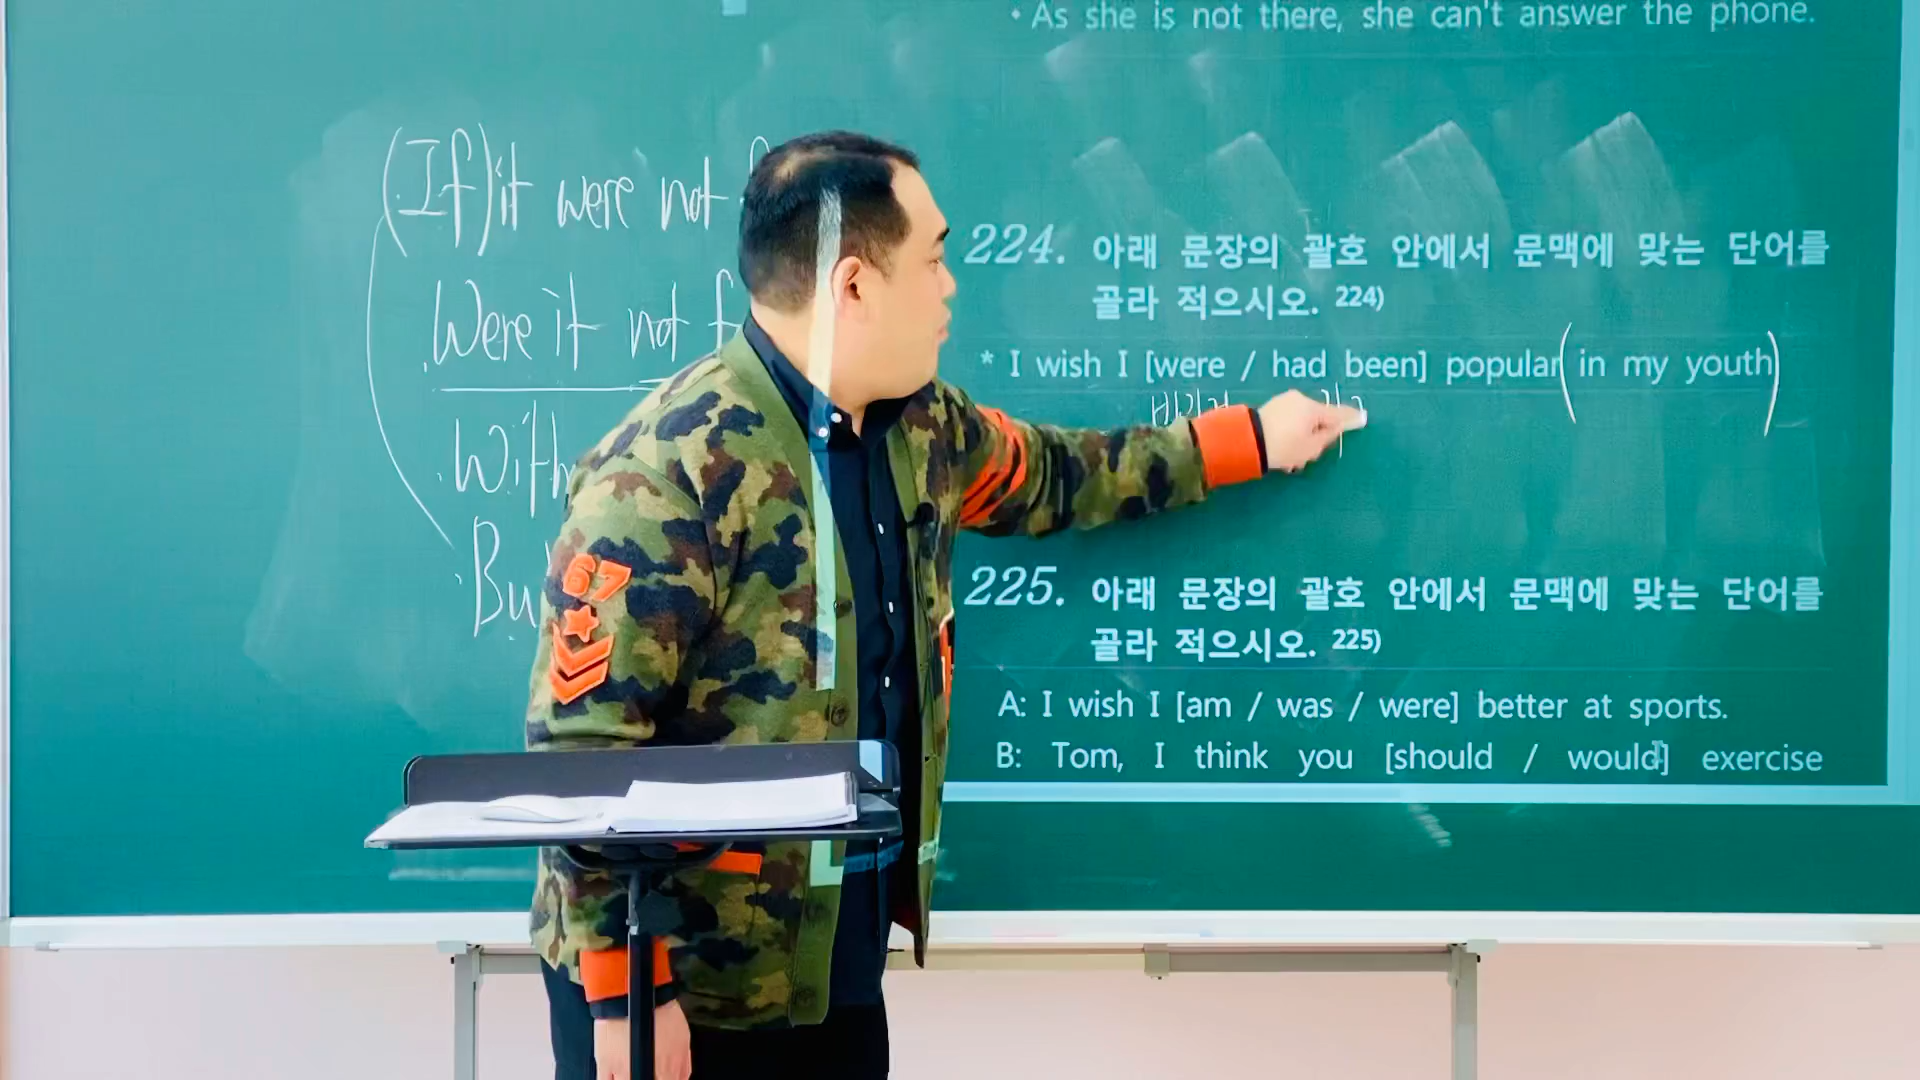 (If) it were not
Were it not f
With
Bu
67
• As she is not there, she can't answer the phone.
224. 아래 문장의 괄호 안에서 문맥에 맞는 단어를
골라 적으시오. 224)
* I wish I [were / had been] popular (in my youth)
225. 아래 문장의 괄호 안에서 문맥에 맞는 단어를
골라 적으시오. 225)
A: I wish I [am / was / were] better at sports.
B: Tom, I think you [should / would] exercise